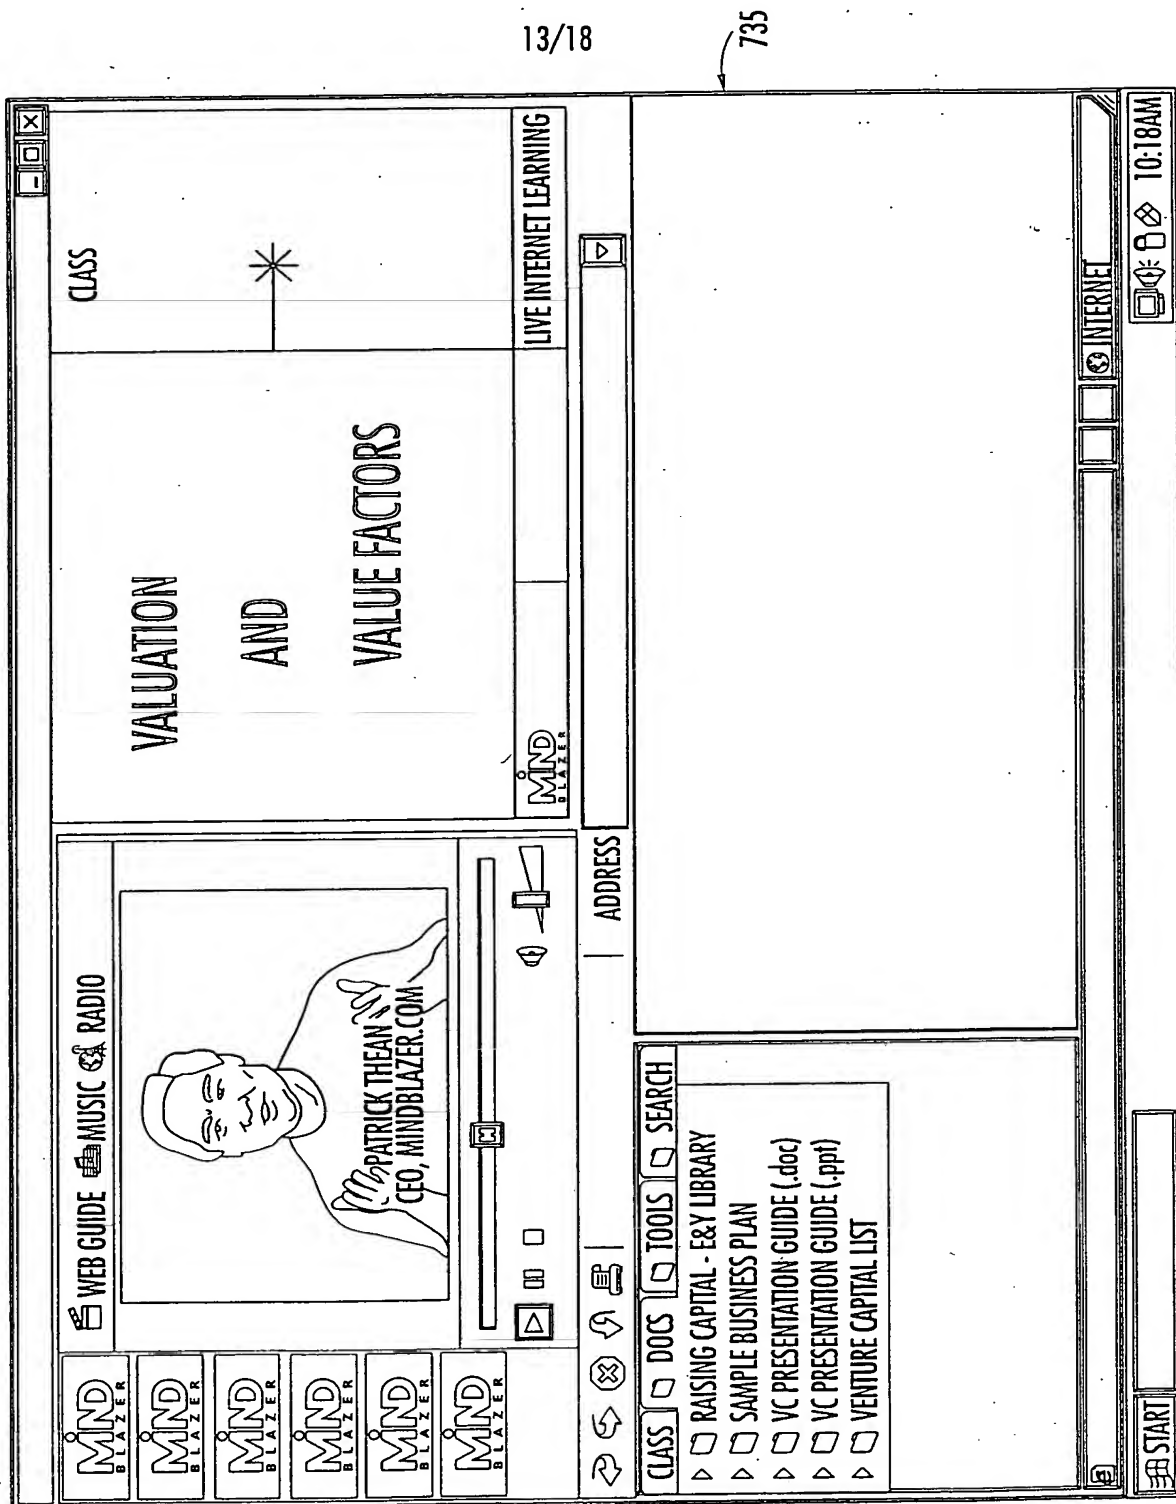 13/18
735
WEB GUIDE MUSIC RADIO
MIND
BLAZER
MIND
BLAZER
MIND
BLAZER
MIND
BLAZER
MIND
BLAZER
MIND
BLAZER
PATRICK THEAN
CEO, MINDBLAZER.COM
VALUATION
AND
VALUE FACTORS
CLASS
MIND
BLAZER
LIVE INTERNET LEARNING
ADDRESS
CLASS DOCS TOOLS SEARCH
RAISING CAPITAL - E&Y LIBRARY
SAMPLE BUSINESS PLAN
VC PRESENTATION GUIDE (.doc)
VC PRESENTATION GUIDE (.ppt)
VENTURE CAPITAL LIST
INTERNET
START
10:18AM